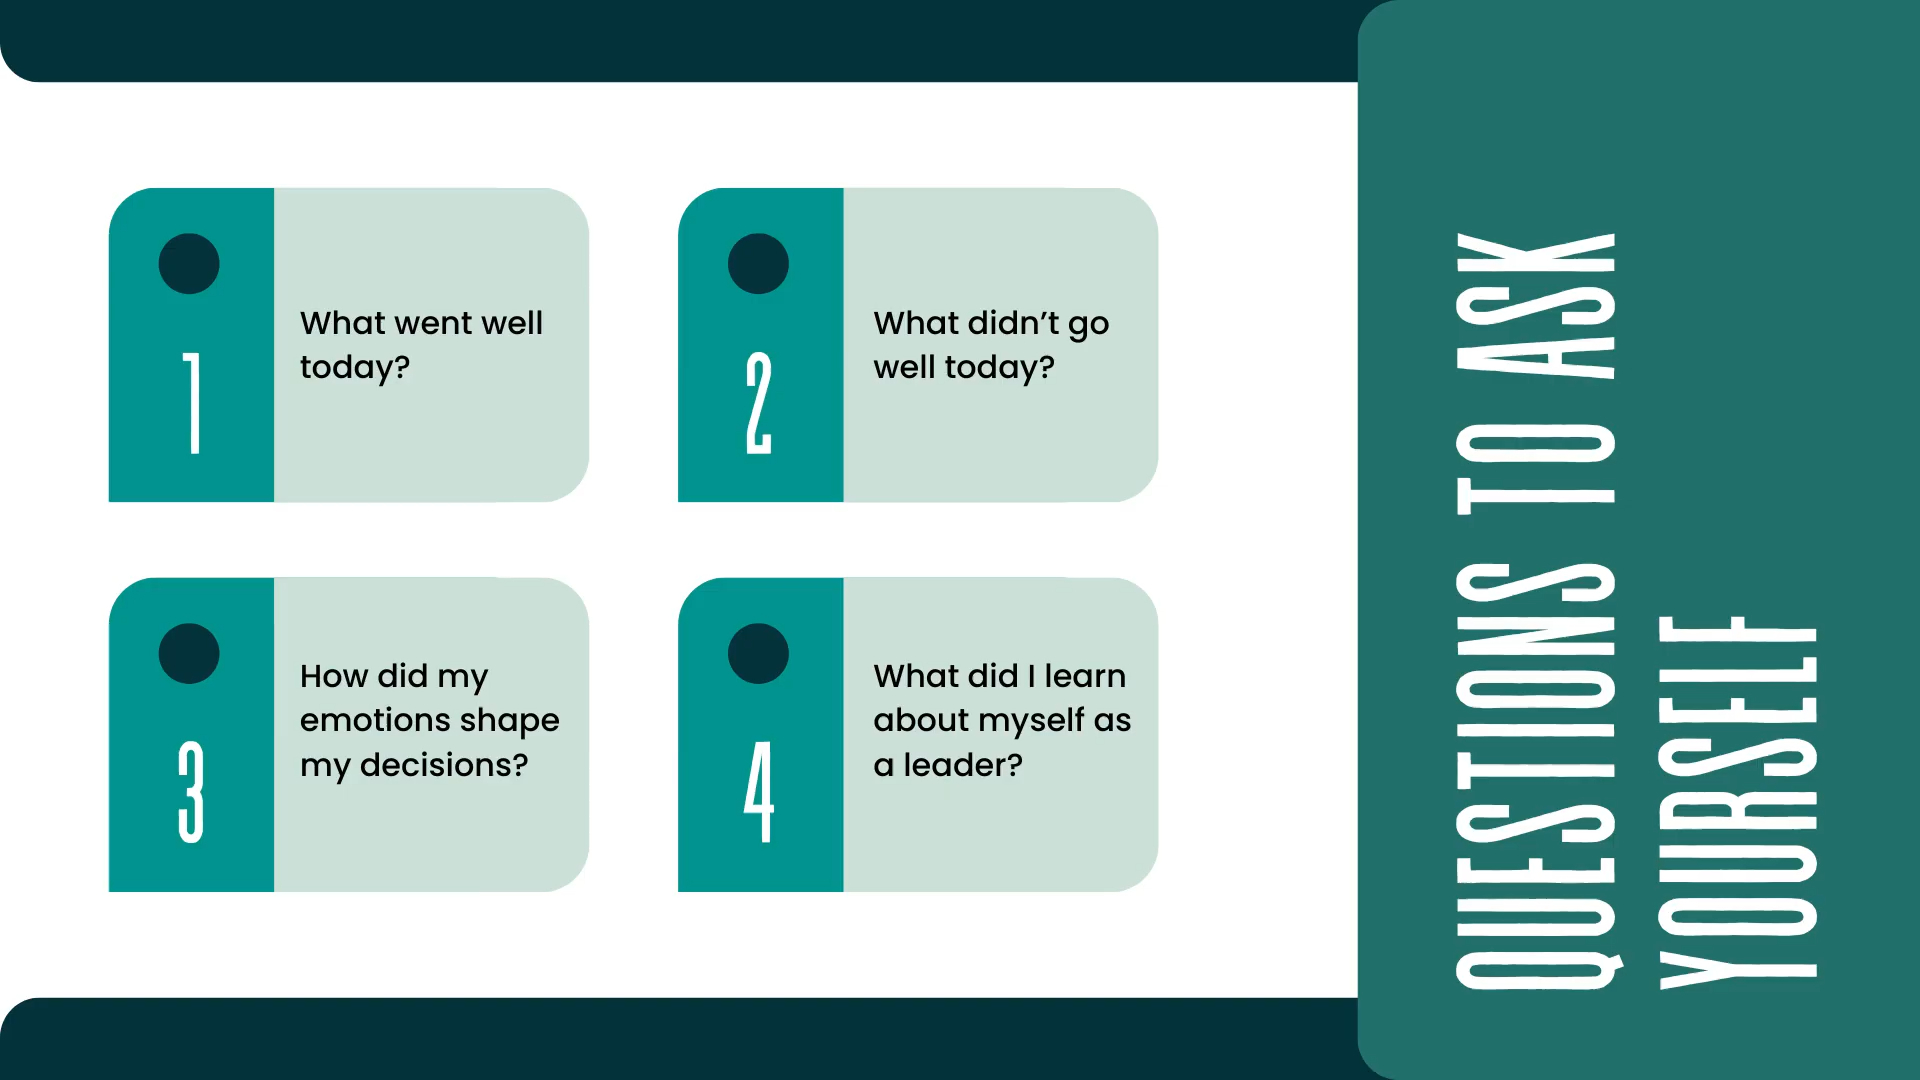 QUESTIONS TO ASK
YOURSELF
1
What went well
today?
2
What didn’t go
well today?
3
How did my
emotions shape
my decisions?
4
What did I learn
about myself as
a leader?